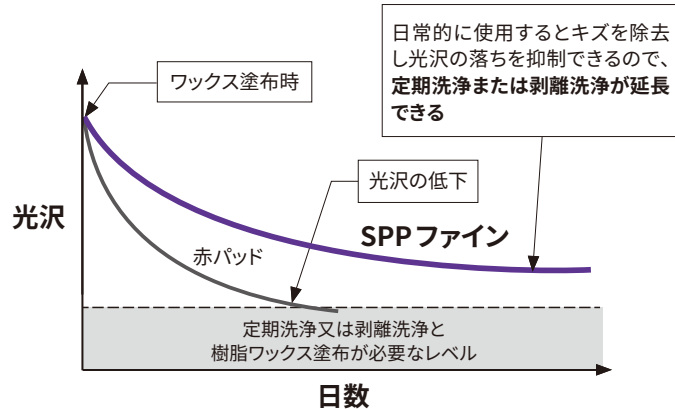 日常的に使用するとキズを除去
し光沢の落ちを抑制できるので、
定期洗浄または剥離洗浄が延長
できる
ワックス塗布時
光沢の低下
光沢
SPPファイン
赤パッド
定期洗浄又は剥離洗浄と
樹脂ワックス塗布が必要なレベル
日数